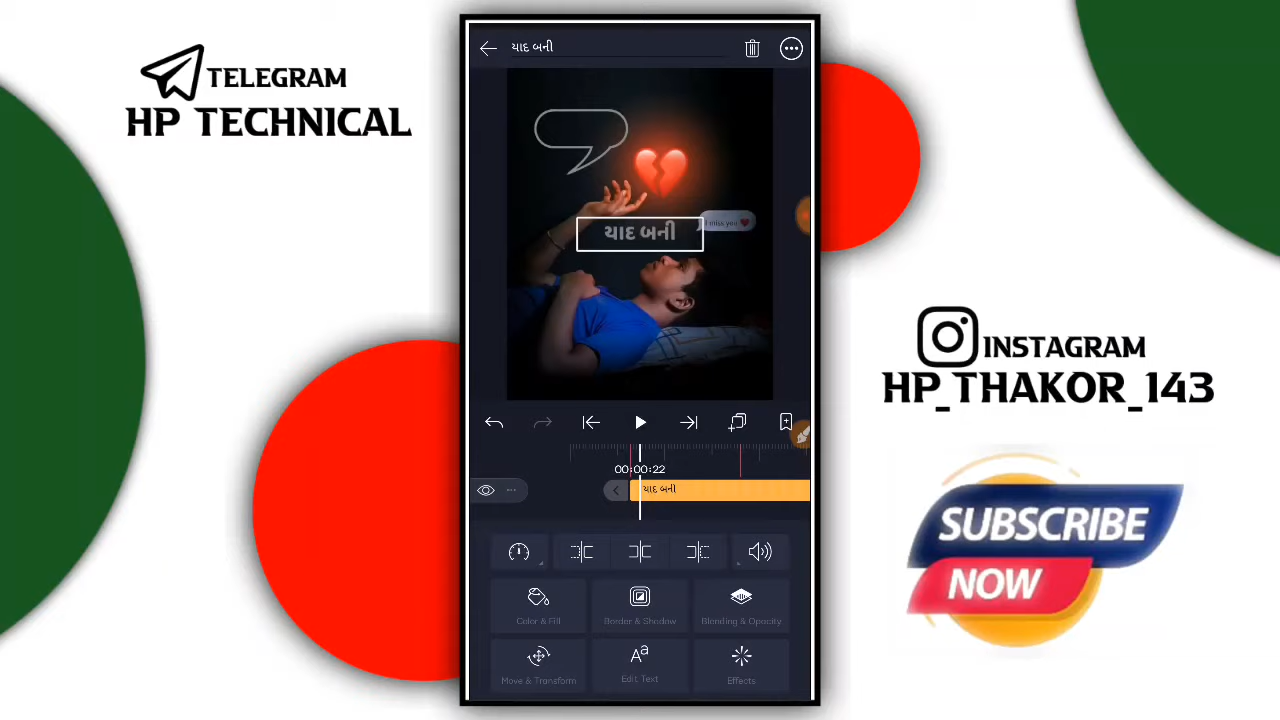 TELEGRAM
HP TECHNICAL
યાદ બની
I miss you
યાદ બની
00:00:22
યાદ બની
Color & Fill
Border & Shadow
Blending & Opacity
Move & Transform
Edit Text
Effects
INSTAGRAM
HP_THAKOR_143
SUBSCRIBE
NOW